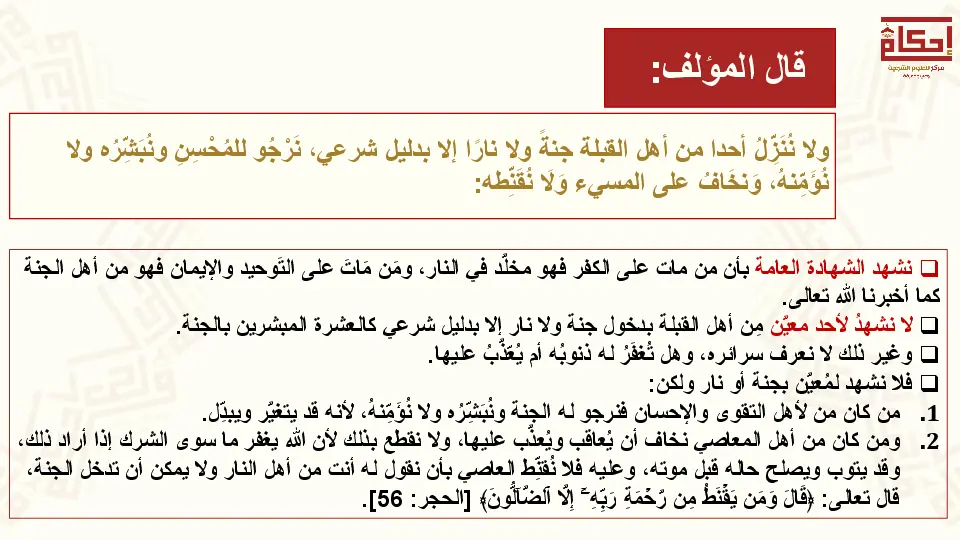 إحكام
مركز للعلوم الشرعية
قال المؤلف:
ولا نُنَزِّلُ أحدا من أهل القبلة جنةً ولا نارًا إلا بدليل شرعي، نَرْجُو للمُحْسِنِ ونُبَشِّرُه ولا
نُؤَمِّنهُ، وَنخَافُ على المسيء وَلَا نُقَنِّطه:
❑ نشهد الشهادة العامة بأن من مات على الكفر فهو مخلَّد في النار، ومَن مَاتَ على التَوحيد والإيمان فهو من أهل الجنة
كما أخبرنا الله تعالى.
❑ لا نشهدُ لأحد معيَّن مِن أهل القبلة بدخول جنة ولا نار إلا بدليل شرعي كالعشرة المبشرين بالجنة.
❑ وغير ذلك لا نعرف سرائره، وهل تُغفَرُ له ذنوبُه أم يُعّذَّبُ عليها.
❑ فلا نشهد لمُعيَّن بجنة أو نار ولكن:
1. من كان من لأهل التقوى والإحسان فنرجو له الجنة ونُبَشِّرُه ولا نُؤَمِّنهُ، لأنه قد يتغيَّر ويبدِّل.
2. ومن كان من أهل المعاصي نخاف أن يُعاقب ويُعذَّب عليها، ولا نقطع بذلك لأن الله يغفر ما سوى الشرك إذا أراد ذلك،
وقد يتوب ويصلح حاله قبل موته، وعليه فلا نُقنِّط العاصي بأن نقول له أنت من أهل النار ولا يمكن أن تدخل الجنة،
قال تعالى: ﴿قَالَ وَمَن يَقۡنَطُ مِن رَّحۡمَةِ رَبِّهِۦٓ إِلَّا ٱلضَّآلُّونَ﴾ [الحجر: 56].